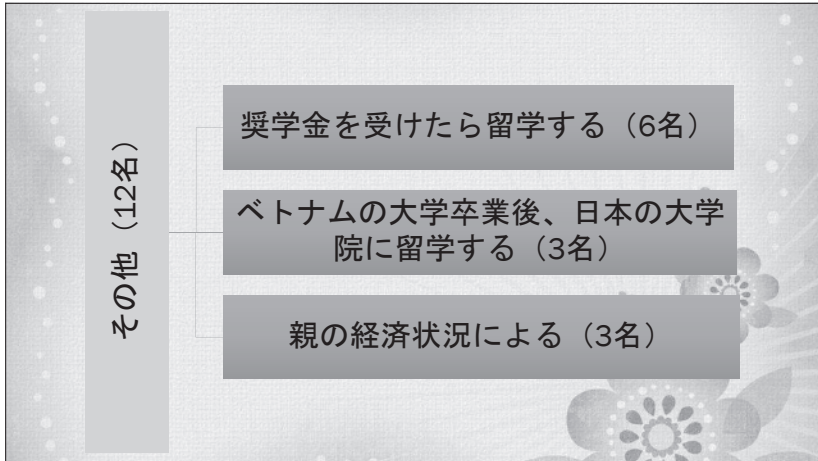 その他（12名）
奨学金を受けたら留学する（6名）
ベトナムの大学卒業後、日本の大学
院に留学する（3名）
親の経済状況による（3名）